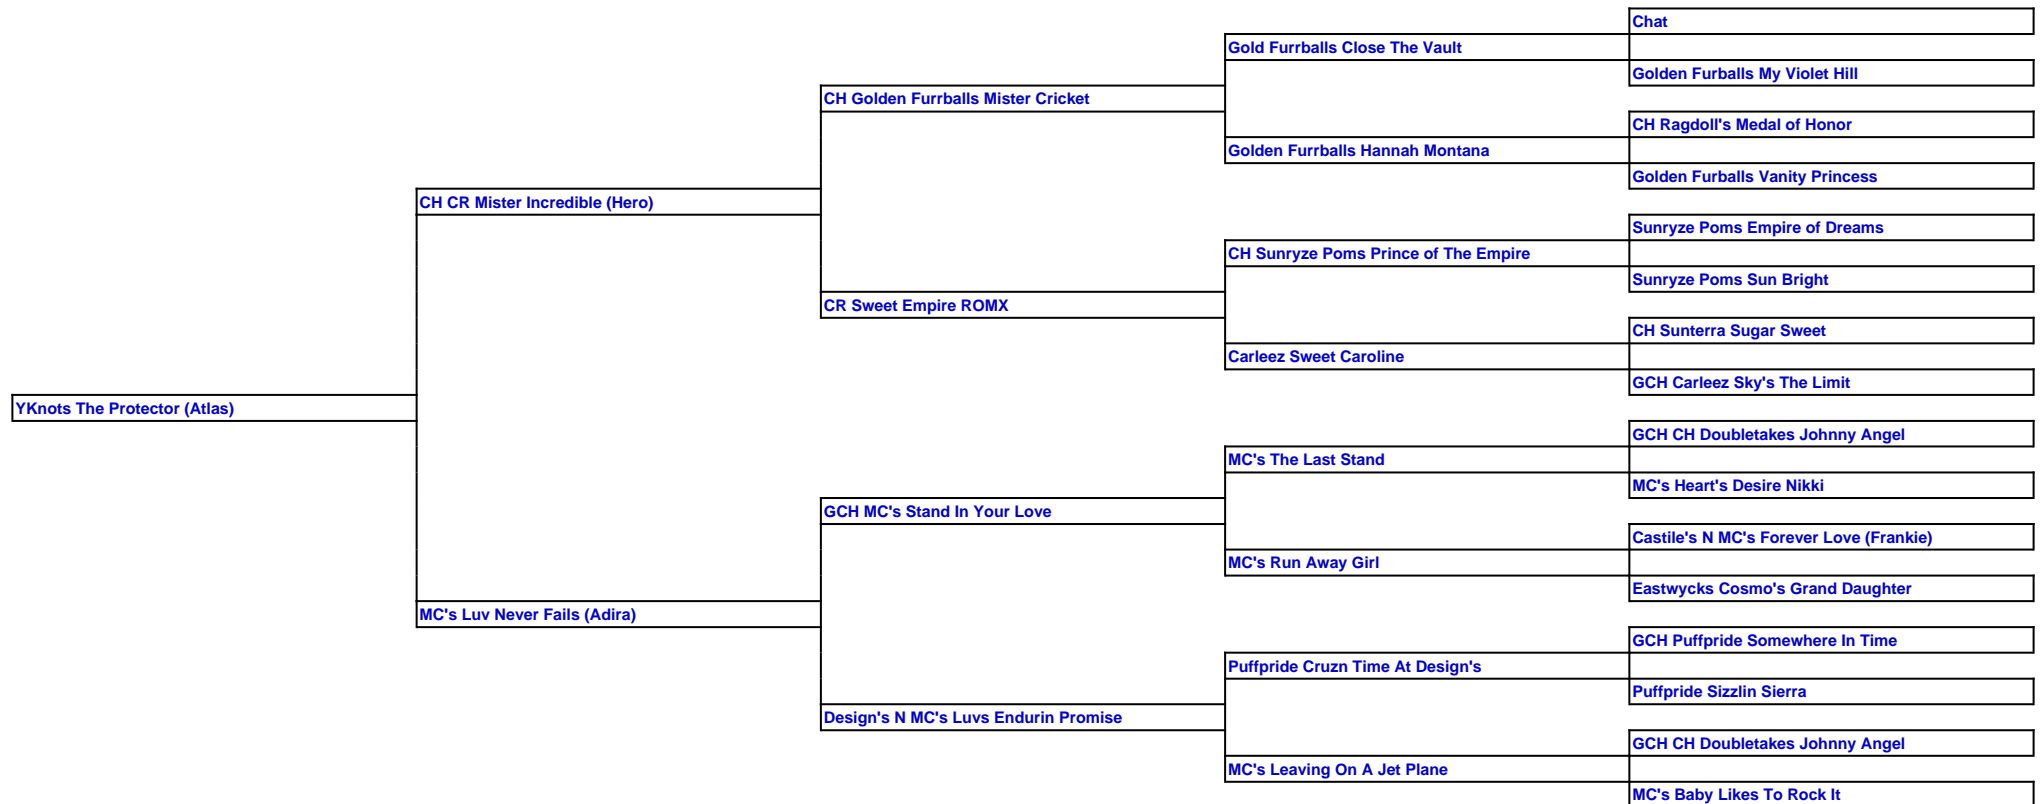 Chat
Gold Furrballs Close The Vault
Golden Furballs My Violet Hill
CH Golden Furrballs Mister Cricket
CH Ragdoll's Medal of Honor
Golden Furrballs Hannah Montana
Golden Furballs Vanity Princess
CH CR Mister Incredible (Hero)
Sunryze Poms Empire of Dreams
CH Sunryze Poms Prince of The Empire
Sunryze Poms Sun Bright
CR Sweet Empire ROMX
CH Sunterra Sugar Sweet
Carleez Sweet Caroline
GCH Carleez Sky's The Limit
YKnots The Protector (Atlas)
GCH CH Doubletakes Johnny Angel
MC's The Last Stand
MC's Heart's Desire Nikki
GCH MC's Stand In Your Love
Castile's N MC's Forever Love (Frankie)
MC's Run Away Girl
Eastwycks Cosmo's Grand Daughter
MC's Luv Never Fails (Adira)
GCH Puffpride Somewhere In Time
Puffpride Cruzn Time At Design's
Puffpride Sizzlin Sierra
Design's N MC's Luvs Endurin Promise
GCH CH Doubletakes Johnny Angel
MC's Leaving On A Jet Plane
MC's Baby Likes To Rock It